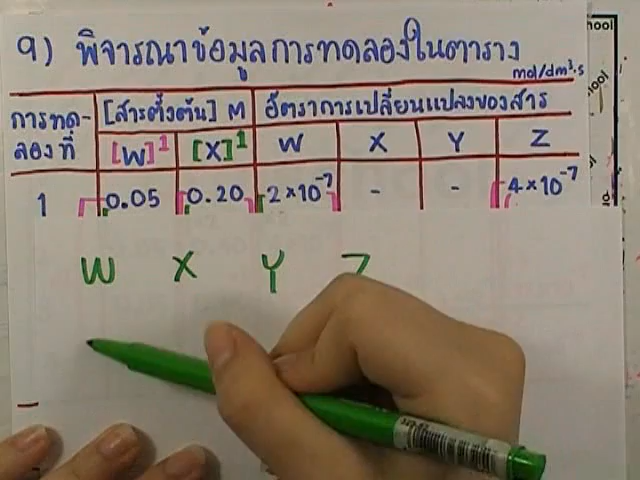 9) พิจารณาข้อมูลการทดลองในตาราง
mol/dm³·s
การทด-ลองที่ [สารตั้งต้น] M อัตราการเปลี่ยนแปลงของสาร
[W]¹ [X]¹ W X Y Z
1 0.05 0.20 2×10⁻⁷ - - 4×10⁻⁷
W X Y Z